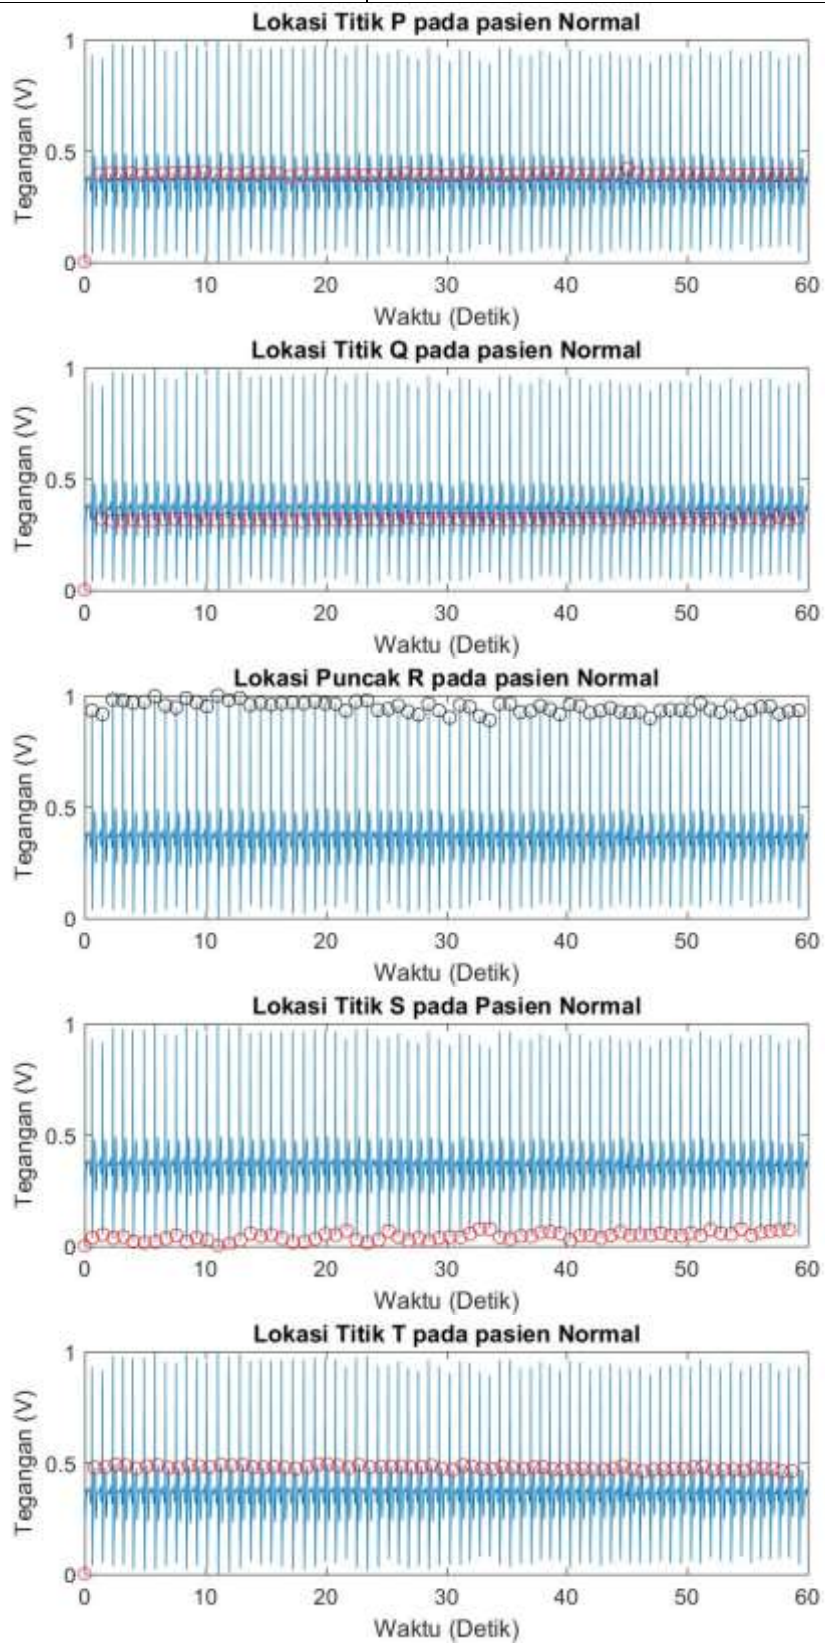 Lokasi Titik P pada pasien Normal
Tegangan (V)
1
0.5
0
0 10 20 30 40 50 60
Waktu (Detik)
Lokasi Titik Q pada pasien Normal
Tegangan (V)
1
0.5
0
0 10 20 30 40 50 60
Waktu (Detik)
Lokasi Puncak R pada pasien Normal
Tegangan (V)
1
0.5
0
0 10 20 30 40 50 60
Waktu (Detik)
Lokasi Titik S pada Pasien Normal
Tegangan (V)
1
0.5
0
0 10 20 30 40 50 60
Waktu (Detik)
Lokasi Titik T pada pasien Normal
Tegangan (V)
1
0.5
0
0 10 20 30 40 50 60
Waktu (Detik)